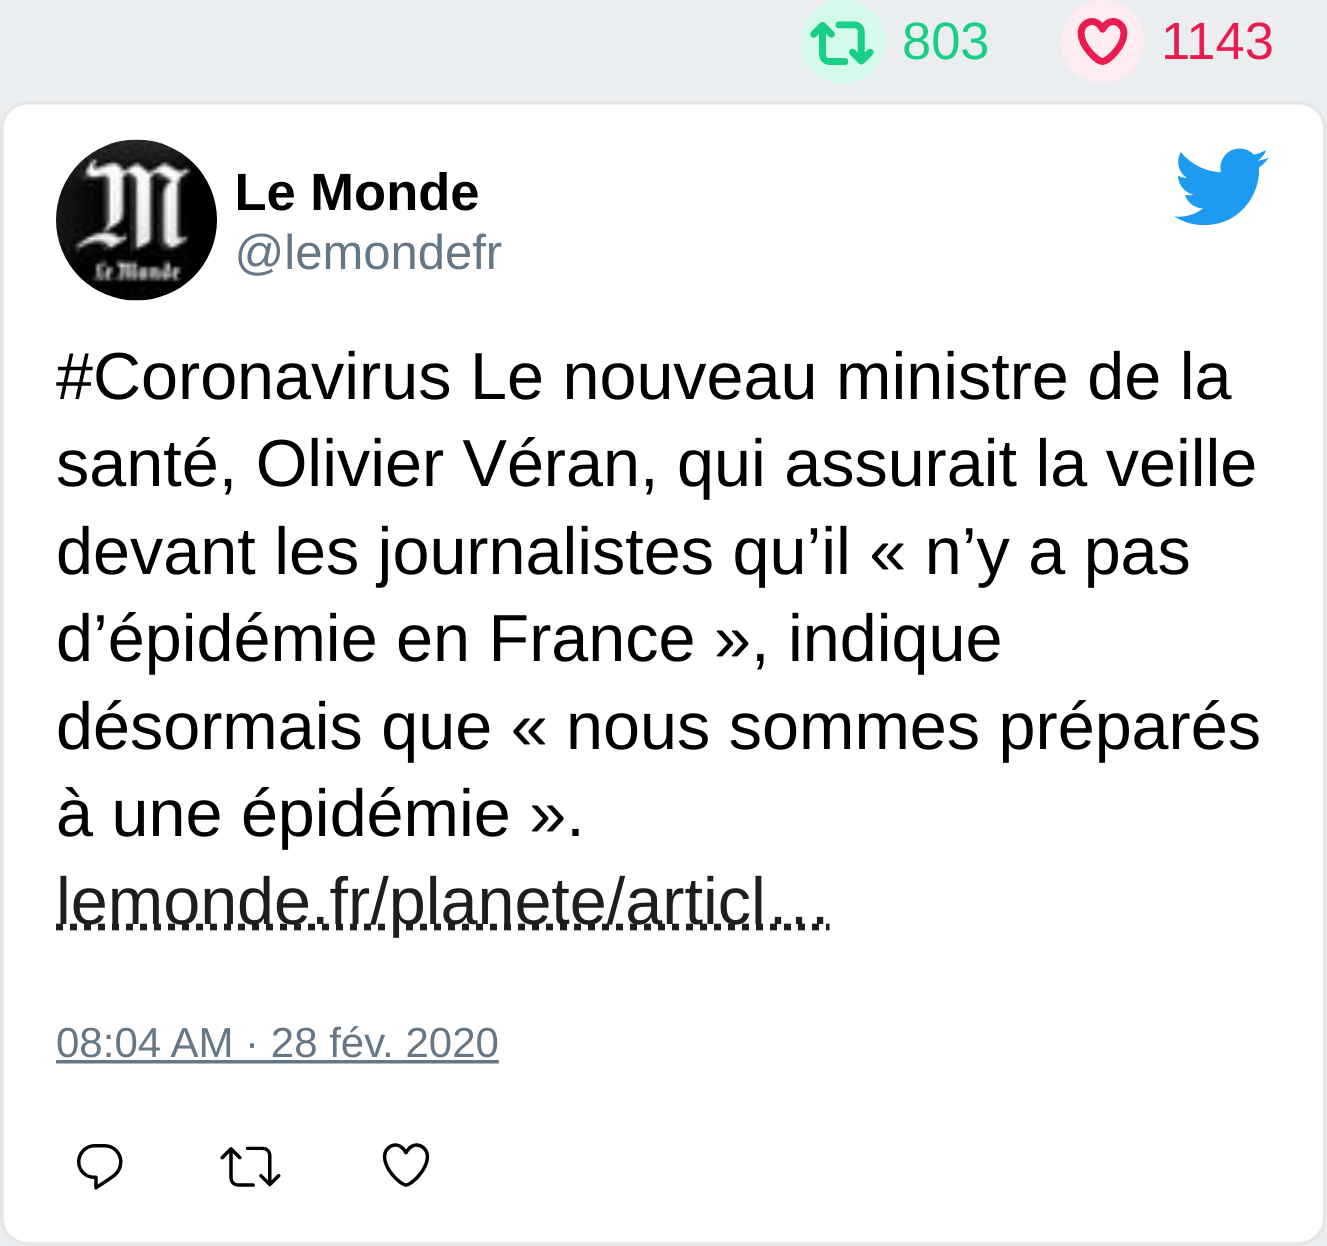 803 1143
Le Monde
Le Monde
@lemondefr
#Coronavirus Le nouveau ministre de la
santé, Olivier Véran, qui assurait la veille
devant les journalistes qu’il « n’y a pas
d’épidémie en France », indique
désormais que « nous sommes préparés
à une épidémie ».
lemonde.fr/planete/articl…
08:04 AM · 28 fév. 2020